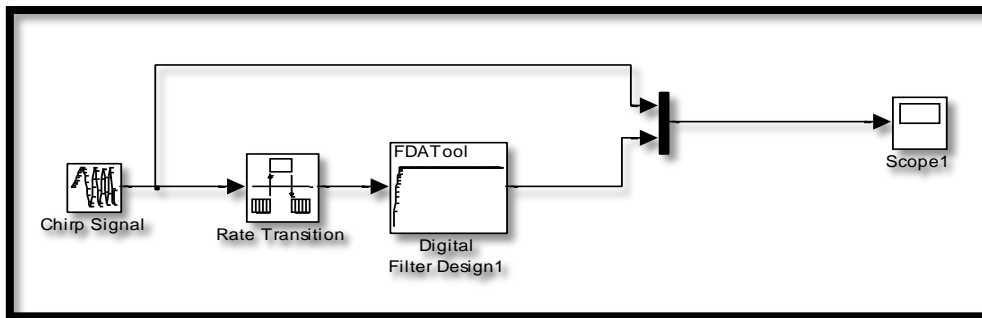 FDATool
Scope1
Chirp Signal
Rate Transition
Digital
Filter Design1